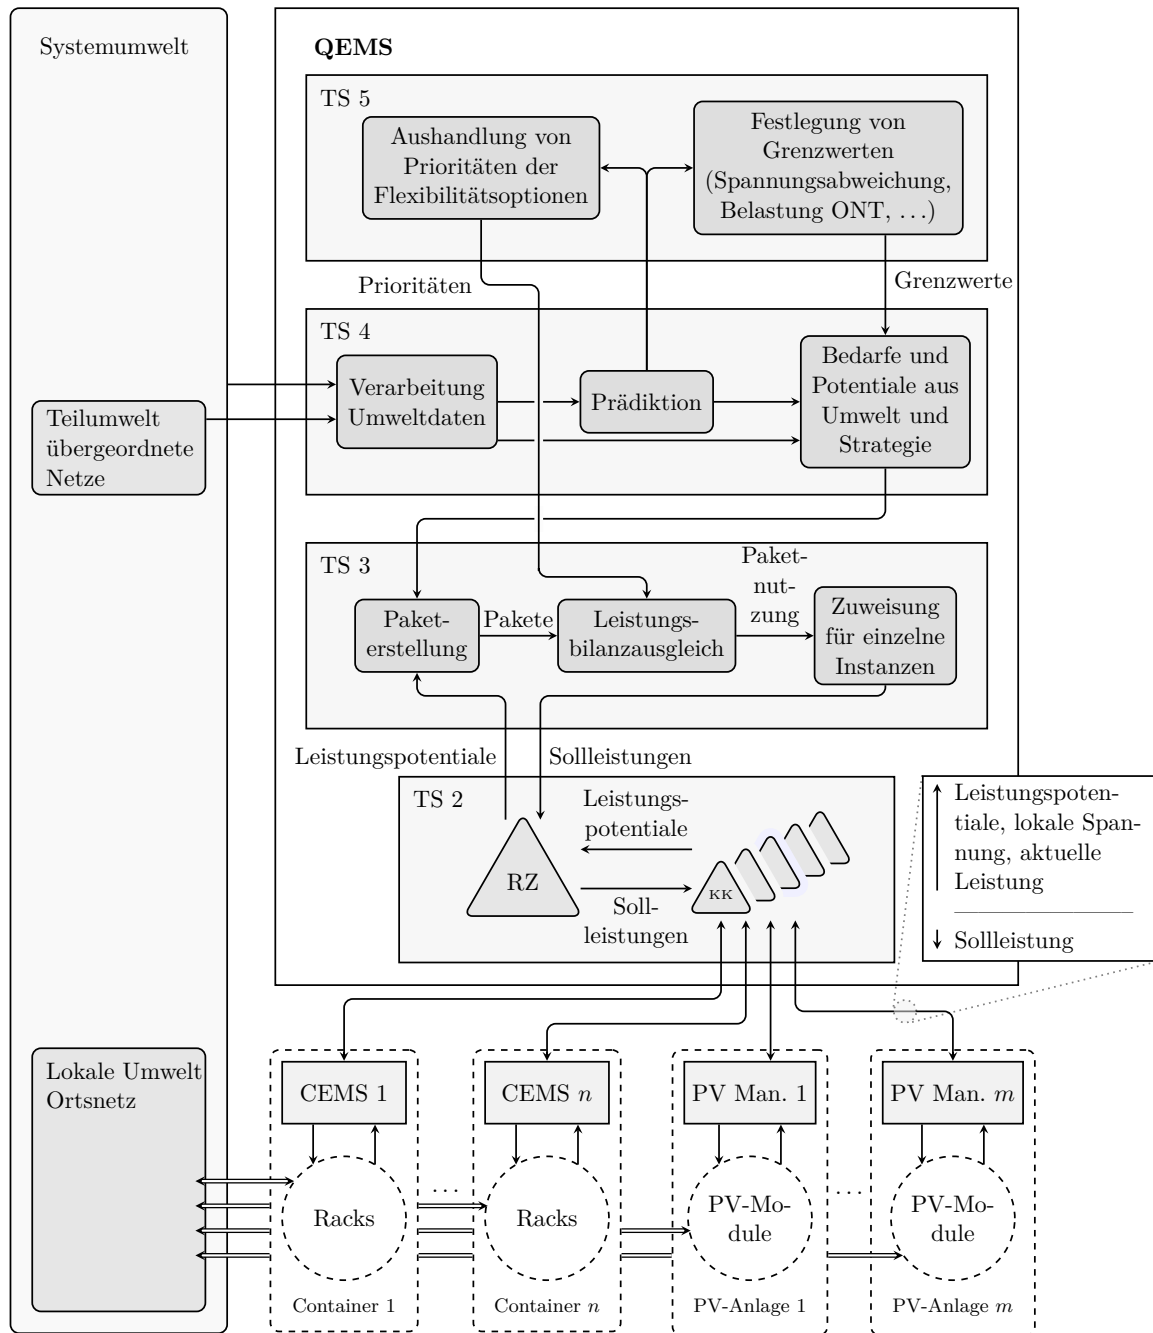 Systemumwelt
QEMS
TS 5
Aushandlung von
Prioritäten der
Flexibilitätsoptionen
Festlegung von
Grenzwerten
(Spannungsabweichung,
Belastung ONT, ...)
Prioritäten
Grenzwerte
TS 4
Verarbeitung
Umweltdaten
Prädiktion
Bedarfe und
Potentiale aus
Umwelt und
Strategie
Teilumwelt
übergeordnete
Netze
TS 3
Paket-
erstellung
Pakete
Leistungs-
bilanzausgleich
Paket-
nut-
zung
Zuweisung
für einzelne
Instanzen
Leistungspotentiale
Sollleistungen
TS 2
RZ
Leistungs-
potentiale
Soll-
leistungen
KK
Leistungspoten-
tiale, lokale Span-
nung, aktuelle
Leistung
Sollleistung
Lokale Umwelt
Ortsnetz
CEMS 1
CEMS n
PV Man. 1
PV Man. m
Racks
...
Racks
PV-Mo-
dule
...
PV-Mo-
dule
Container 1
Container n
PV-Anlage 1
PV-Anlage m